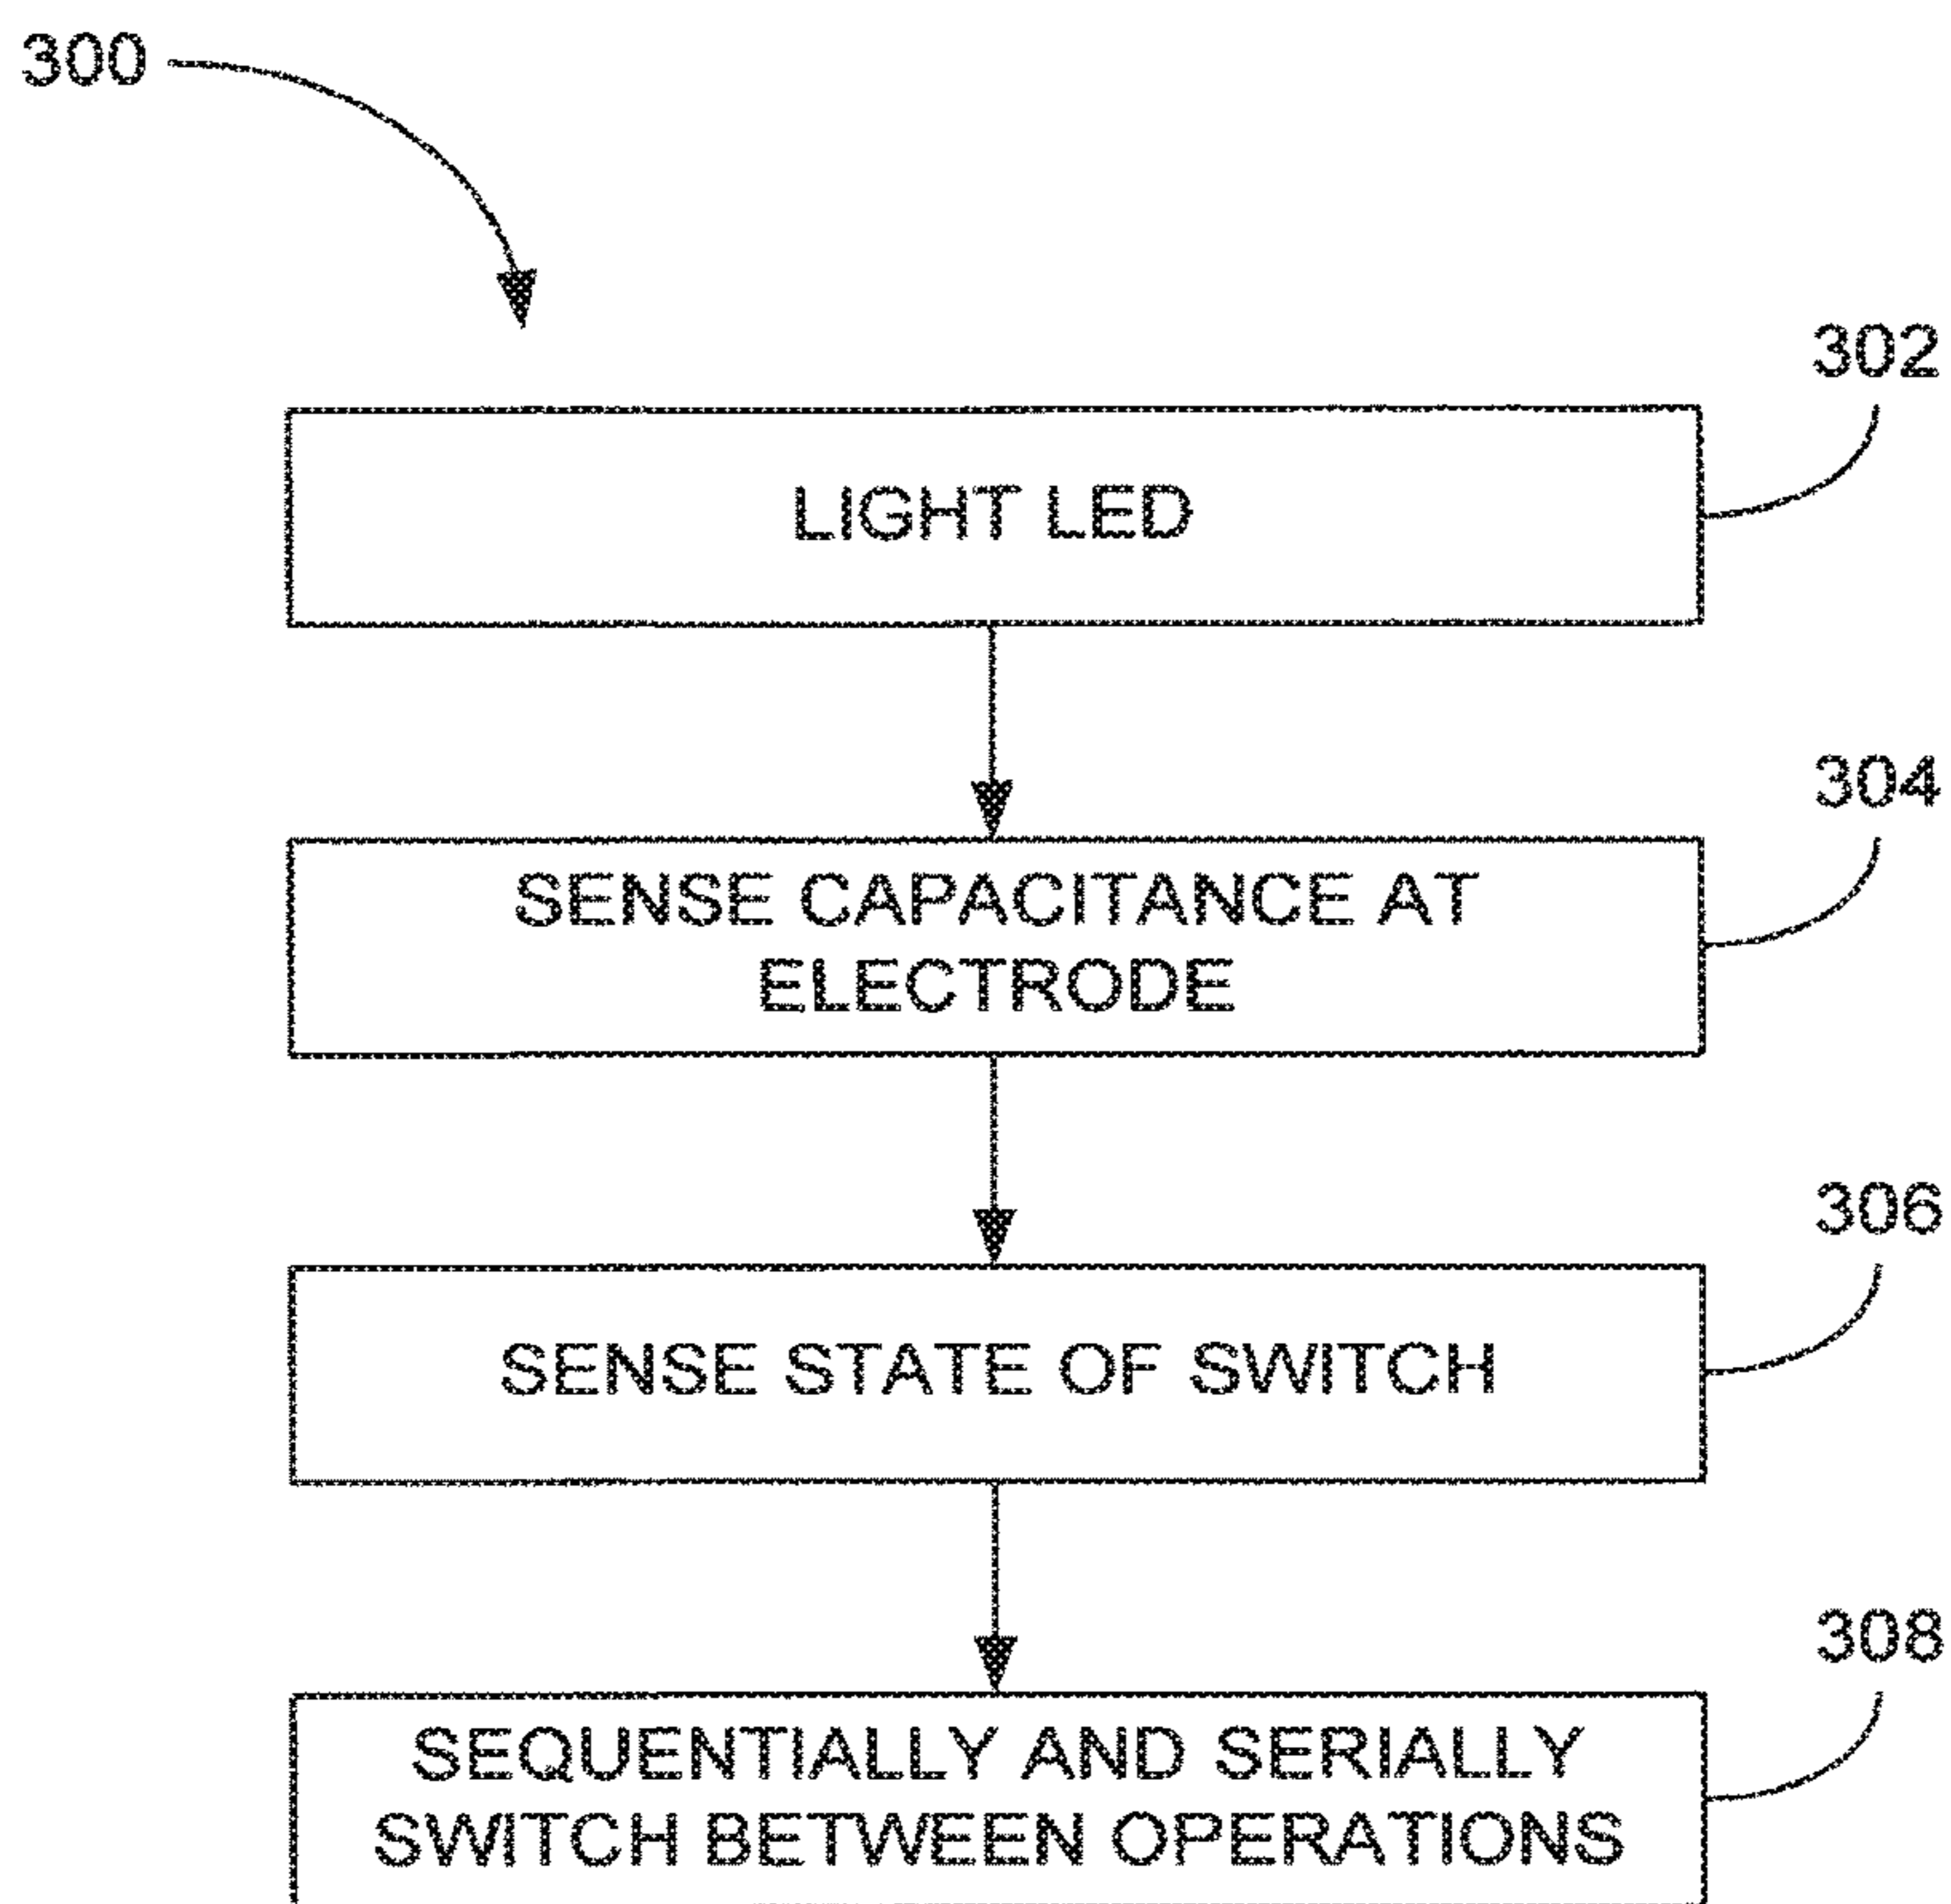 300
302
LIGHT LED
304
SENSE CAPACITANCE AT
ELECTRODE
306
SENSE STATE OF SWITCH
308
SEQUENTIALLY AND SERIALLY
SWITCH BETWEEN OPERATIONS